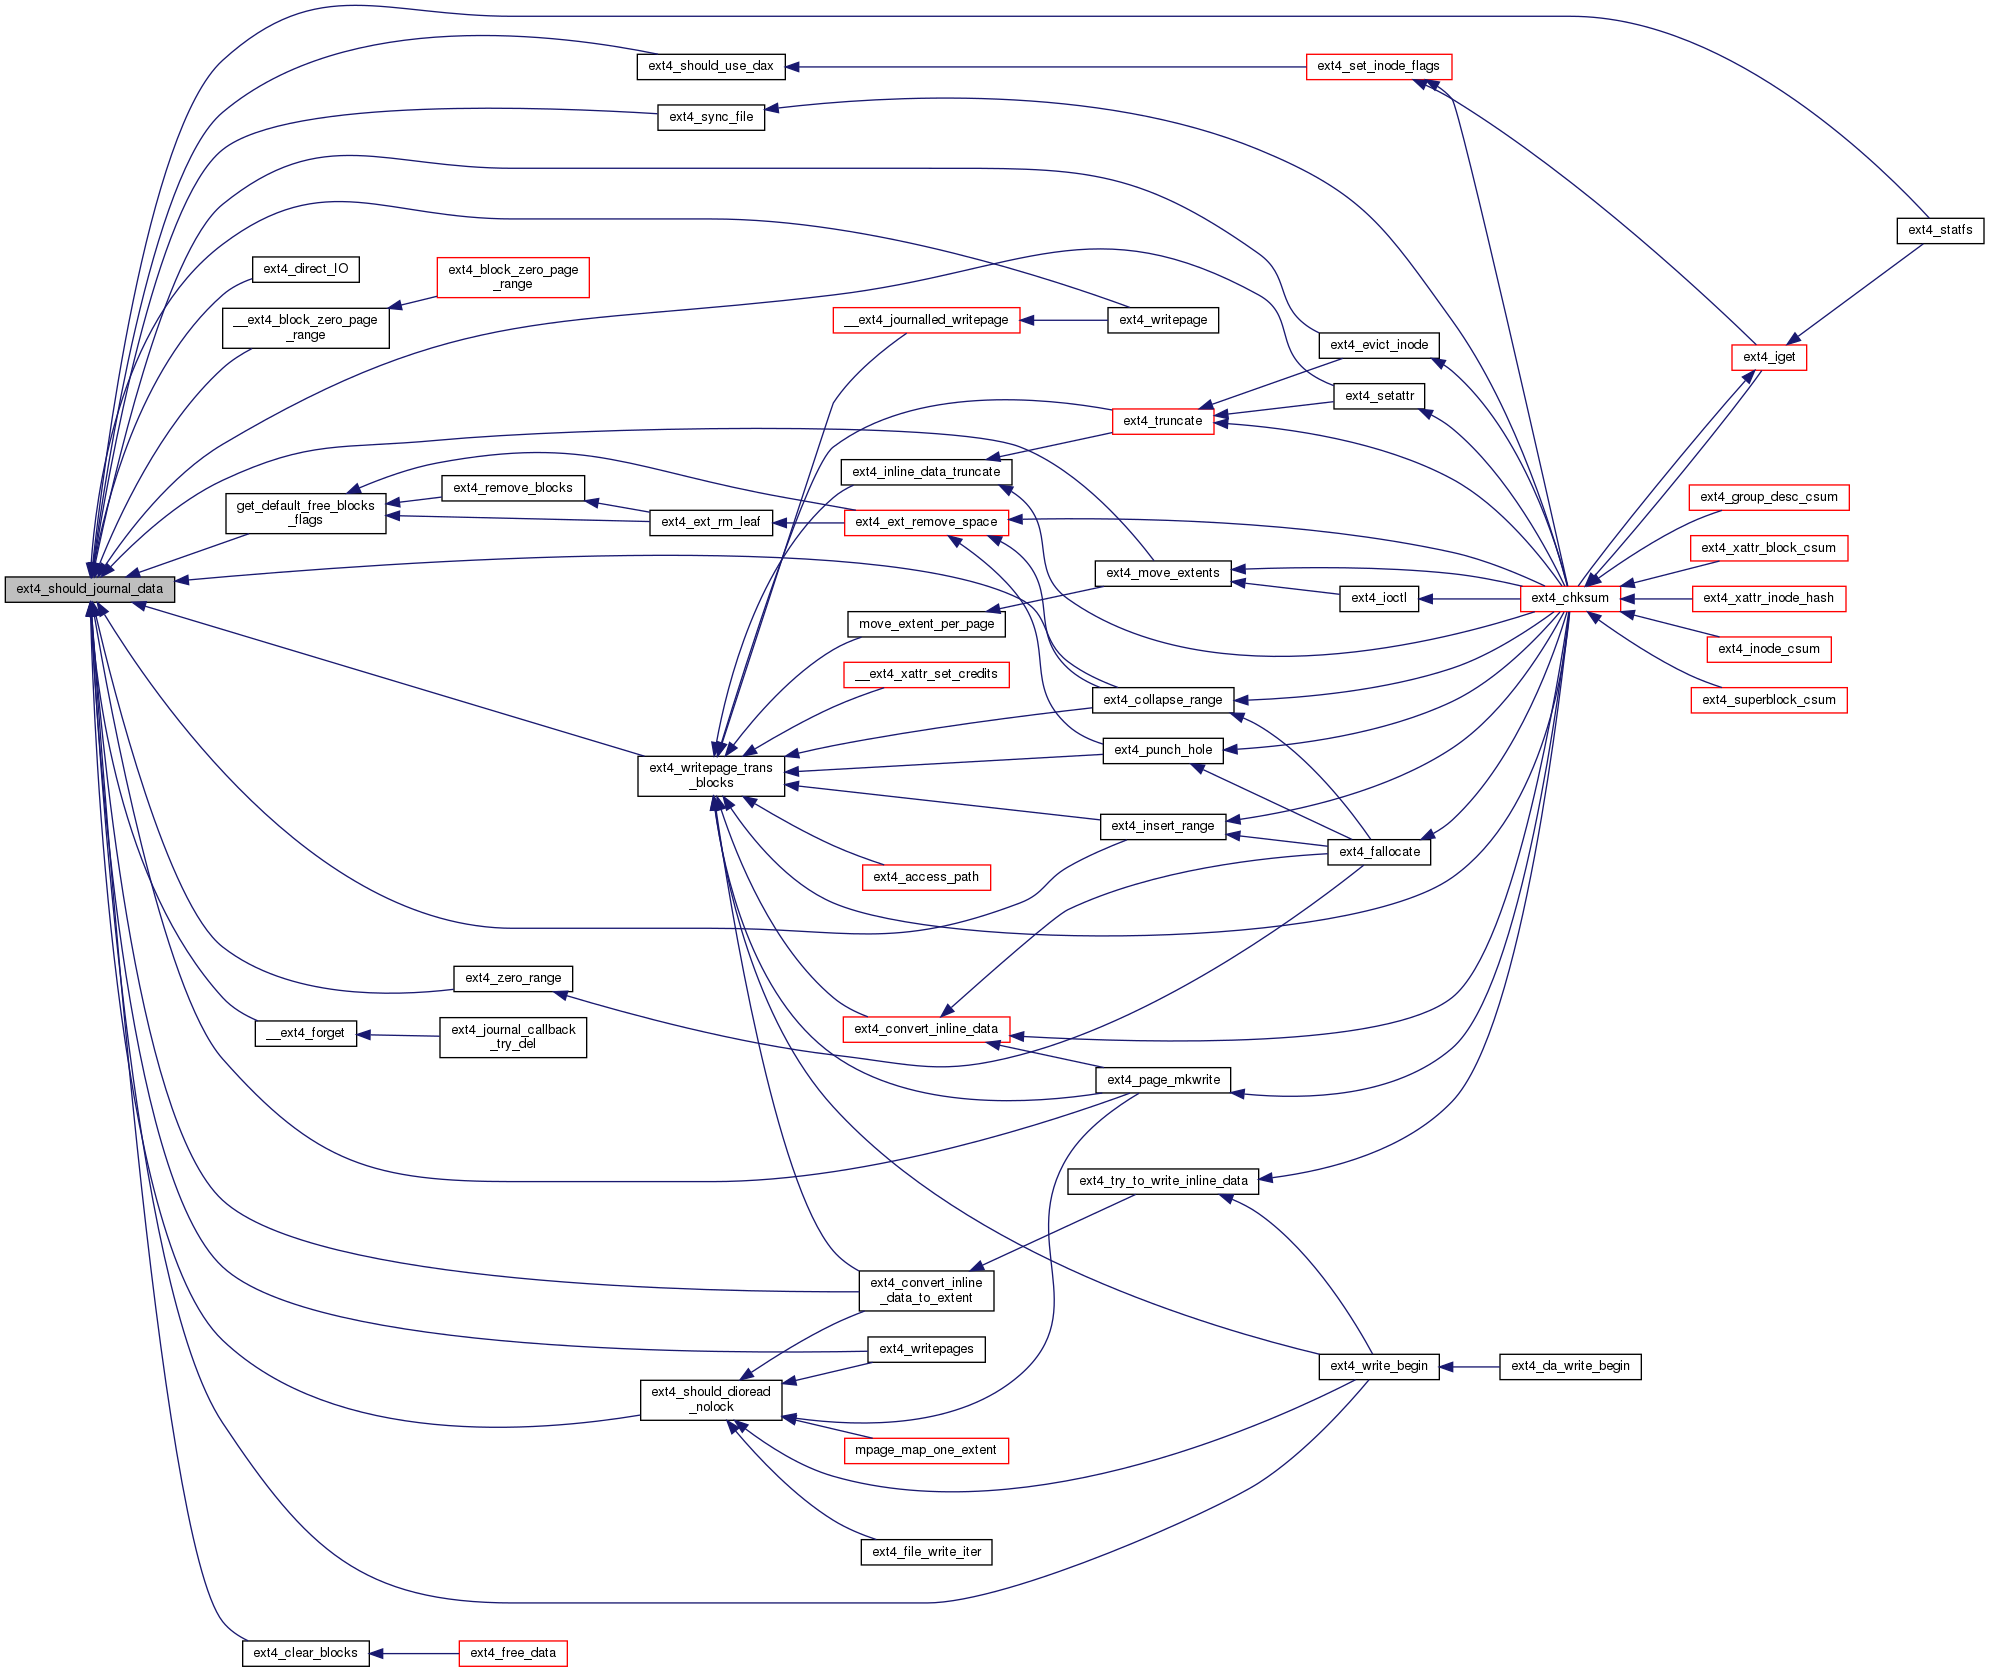 ext4_should_use_dax
ext4_set_inode_flags
ext4_sync_file
ext4_statfs
ext4_direct_IO
ext4_block_zero_page
_range
__ext4_block_zero_page
_range
__ext4_journalled_writepage
ext4_writepage
ext4_evict_inode
ext4_iget
ext4_setattr
ext4_truncate
ext4_inline_data_truncate
ext4_remove_blocks
get_default_free_blocks
_flags
ext4_ext_rm_leaf
ext4_ext_remove_space
ext4_group_desc_csum
ext4_xattr_block_csum
ext4_move_extents
ext4_should_journal_data
ext4_ioctl
ext4_chksum
ext4_xattr_inode_hash
move_extent_per_page
ext4_inode_csum
__ext4_xattr_set_credits
ext4_collapse_range
ext4_superblock_csum
ext4_punch_hole
ext4_writepage_trans
_blocks
ext4_insert_range
ext4_fallocate
ext4_access_path
ext4_zero_range
__ext4_forget
ext4_journal_callback
_try_del
ext4_convert_inline_data
ext4_page_mkwrite
ext4_try_to_write_inline_data
ext4_convert_inline
_data_to_extent
ext4_writepages
ext4_write_begin
ext4_da_write_begin
ext4_should_dioread
_nolock
mpage_map_one_extent
ext4_file_write_iter
ext4_clear_blocks
ext4_free_data